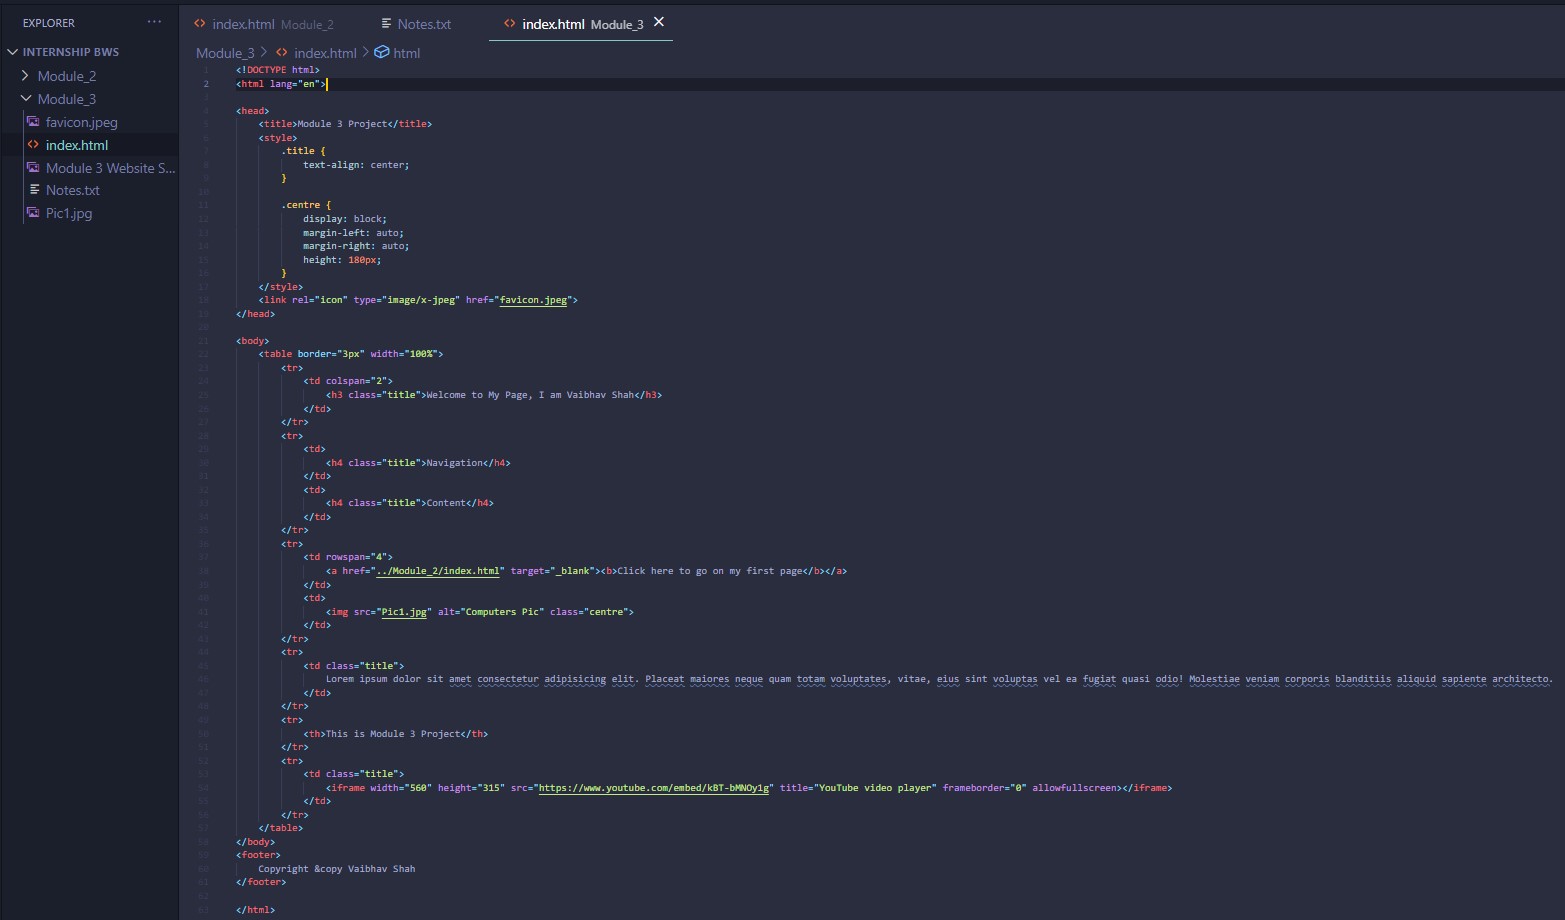 EXPLORER ...
INTERNSHIP BWS
Module_2
Module_3
favicon.jpeg
index.html
Module 3 Website S...
Notes.txt
Pic1.jpg
index.html Module_2
Notes.txt
index.html Module_3
Module_3 > index.html > html
1 <!DOCTYPE html>
2 <html lang="en">
3
4 <head>
5 <title>Module 3 Project</title>
6 <style>
7 .title {
8 text-align: center;
9 }
10
11 .centre {
12 display: block;
13 margin-left: auto;
14 margin-right: auto;
15 height: 180px;
16 }
17 </style>
18 <link rel="icon" type="image/x-jpeg" href="favicon.jpeg">
19 </head>
20
21 <body>
22 <table border="3px" width="100%">
23 <tr>
24 <td colspan="2">
25 <h3 class="title">Welcome to My Page, I am Vaibhav Shah</h3>
26 </td>
27 </tr>
28 <tr>
29 <td>
30 <h4 class="title">Navigation</h4>
31 </td>
32 <td>
33 <h4 class="title">Content</h4>
34 </td>
35 </tr>
36 <tr>
37 <td rowspan="4">
38 <a href="../Module_2/index.html" target="_blank"><b>Click here to go on my first page</b></a>
39 </td>
40 <td>
41 <img src="Pic1.jpg" alt="Computers Pic" class="centre">
42 </td>
43 </tr>
44 <tr>
45 <td class="title">
46 Lorem ipsum dolor sit amet consectetur adipisicing elit. Placeat maiores neque quam totam voluptates, vitae, eius sint voluptas vel ea fugiat quasi odio! Molestiae veniam corporis blanditiis aliquid sapiente architecto.
47 </td>
48 </tr>
49 <tr>
50 <th>This is Module 3 Project</th>
51 </tr>
52 <tr>
53 <td class="title">
54 <iframe width="560" height="315" src="https://www.youtube.com/embed/kBT-bMNOy1g" title="YouTube video player" frameborder="0" allowfullscreen></iframe>
55 </td>
56 </tr>
57 </table>
58 </body>
59 <footer>
60 Copyright &copy Vaibhav Shah
61 </footer>
62
63 </html>